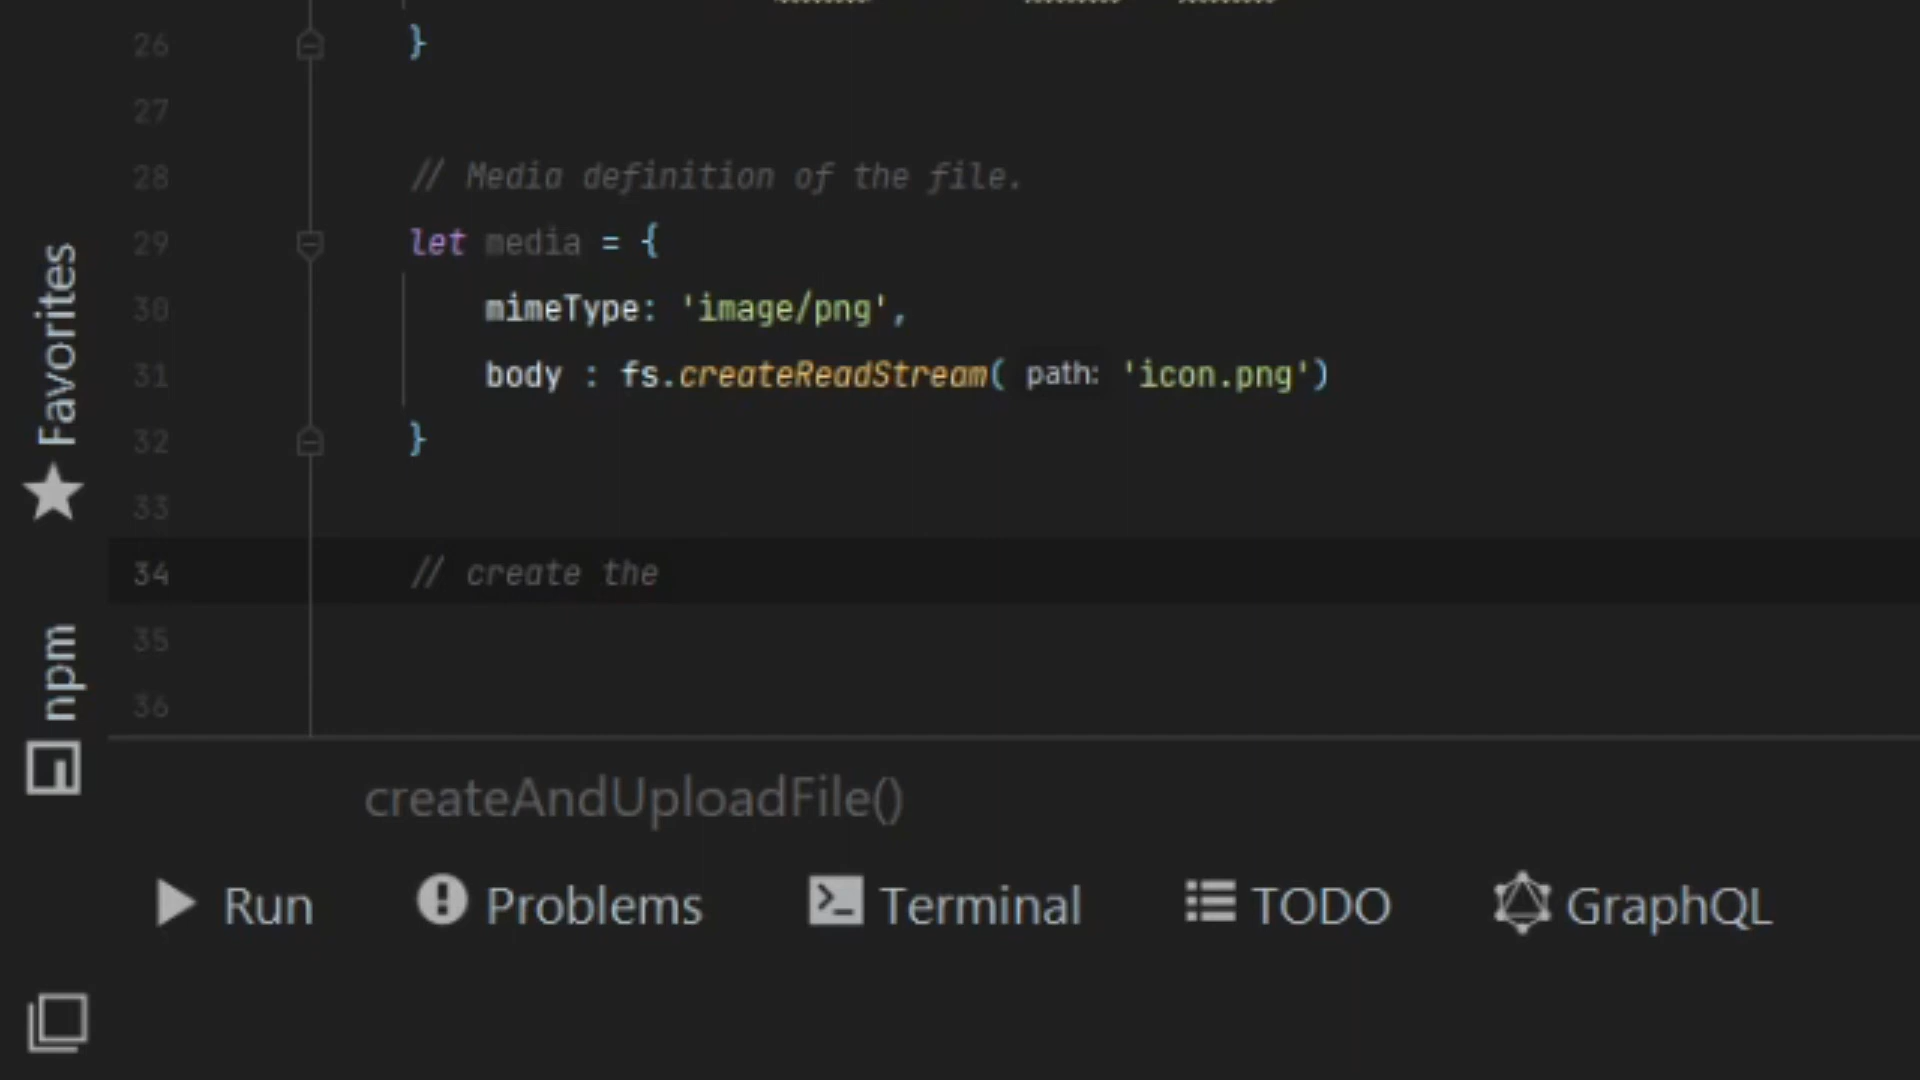 26 }
27
28 // Media definition of the file.
29 let media = {
30 mimeType: 'image/png',
31 body : fs.createReadStream( path: 'icon.png')
32 }
33
34 // create the
35
36
Favorites
npm
createAndUploadFile()
Run Problems Terminal TODO GraphQL